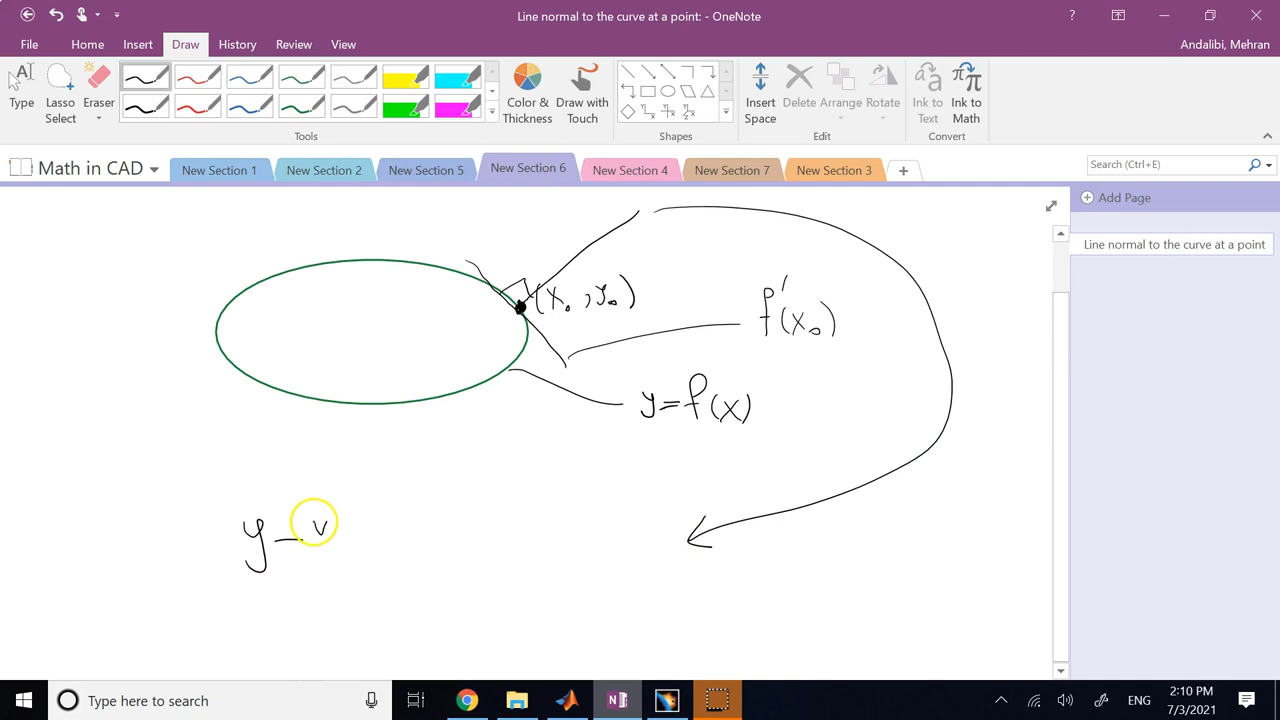 Line normal to the curve at a point: - OneNote
?
File Home Insert Draw History Review View
Andalibi, Mehran
Type
Lasso Select
Eraser
Color & Thickness
Draw with Touch
Insert Space
Delete
Arrange
Rotate
Ink to Text
Ink to Math
Tools
Shapes
Edit
Convert
Math in CAD
New Section 1
New Section 2
New Section 5
New Section 6
New Section 4
New Section 7
New Section 3
Search (Ctrl+E)
Add Page
Line normal to the curve at a point
(x₀, y₀)
f'(x₀)
y=f(x)
y-
Type here to search
ENG
2:10 PM
7/3/2021